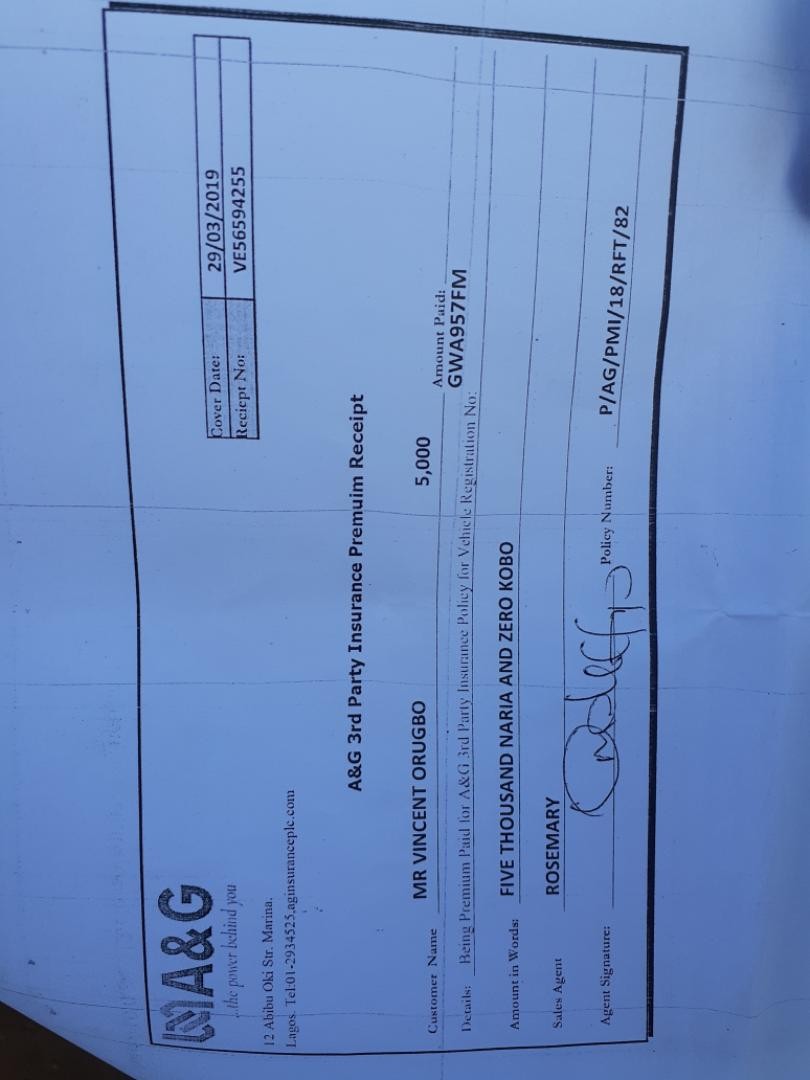 A&G
...the power behind you
12 Abibu Oki Str. Marina.
Lagos. Tel:01-2934525,aginsuranceplc.com
Cover Date: 29/03/2019
Reciept No: VE56594255
A&G 3rd Party Insurance Premuim Receipt
Customer Name MR VINCENT ORUGBO 5,000 Amount Paid:
Details: Being Premium Paid for A&G 3rd Party Insurance Policy for Vehicle Registration No: GWA957FM
Amount in Words: FIVE THOUSAND NARIA AND ZERO KOBO
Sales Agent ROSEMARY
Agent Signature: Policy Number: P/AG/PMI/18/RFT/82